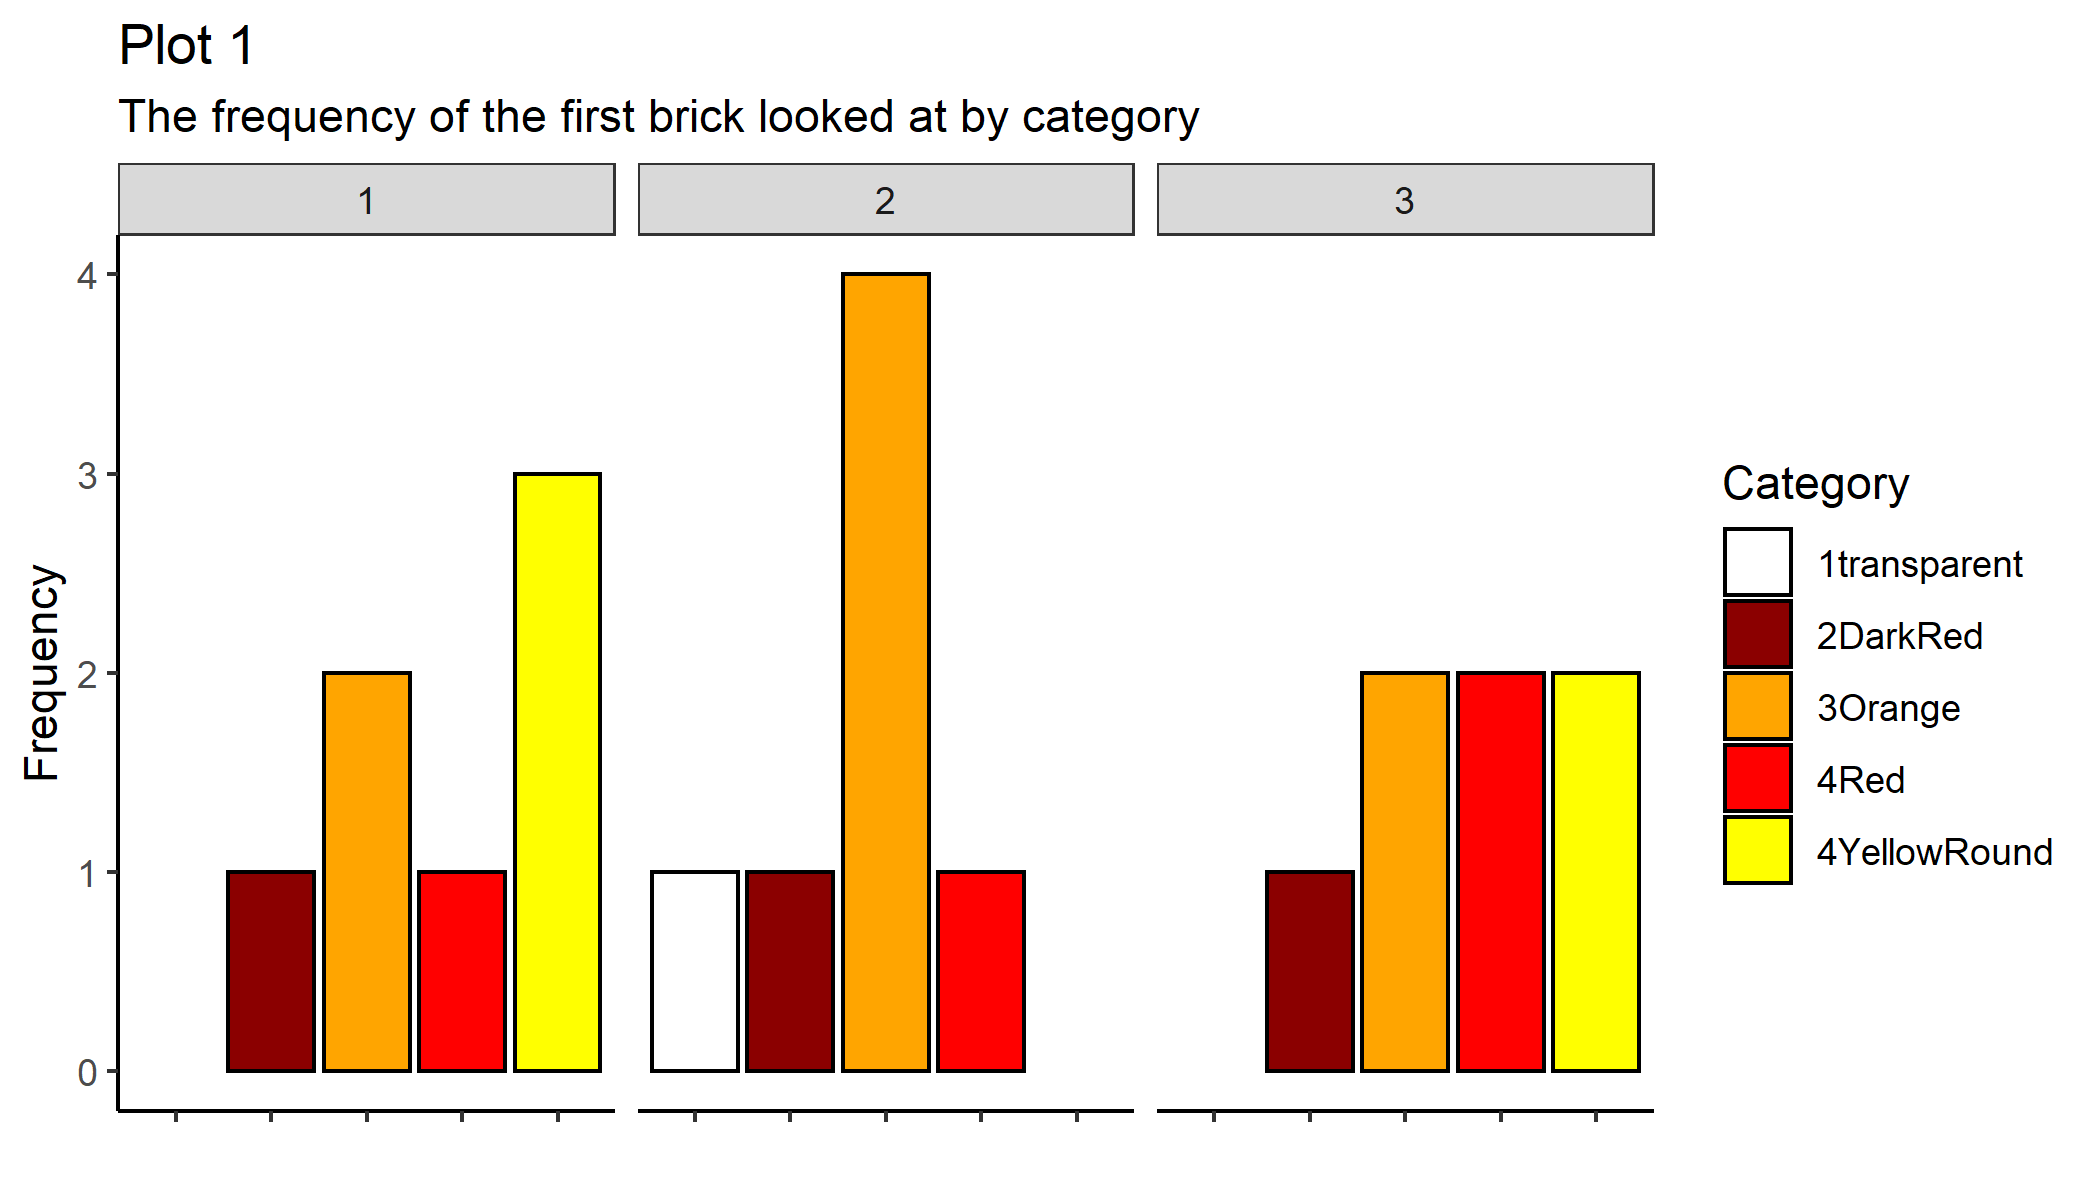 Plot 1
The frequency of the first brick looked at by category
1
2
3
4
3
2
1
0
Frequency
Category
1transparent
2DarkRed
3Orange
4Red
4YellowRound